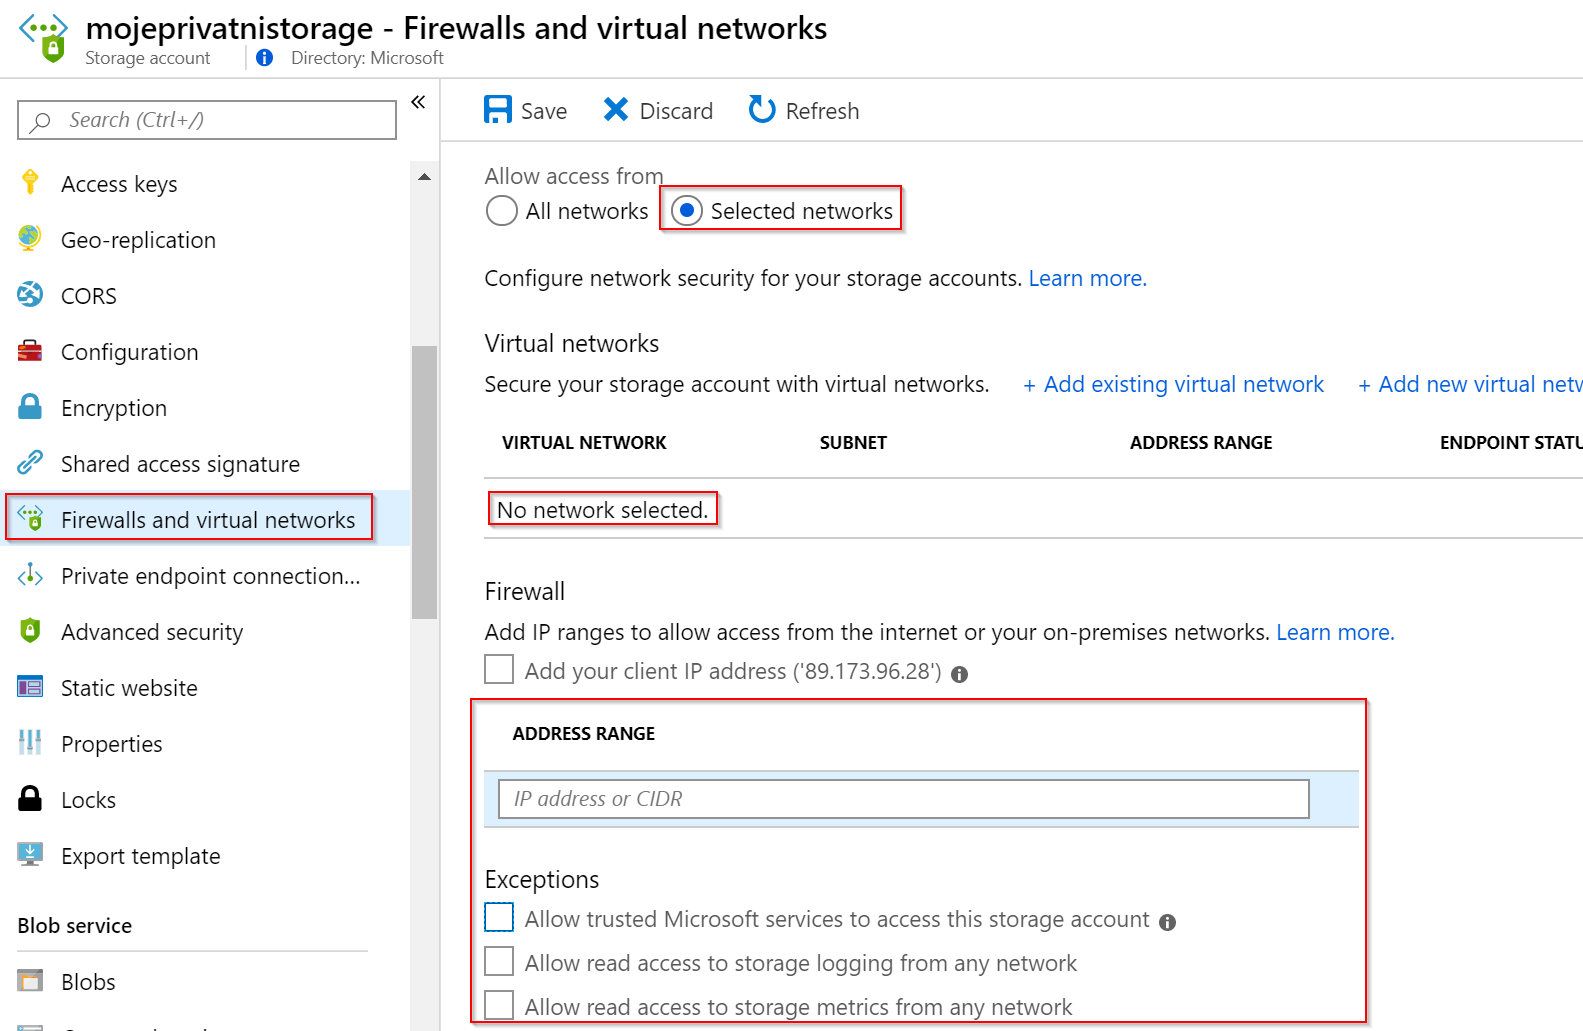 mojeprivatnistorage - Firewalls and virtual networks
Storage account
Directory: Microsoft
Search (Ctrl+/)
Access keys
Geo-replication
CORS
Configuration
Encryption
Shared access signature
Firewalls and virtual networks
Private endpoint connection...
Advanced security
Static website
Properties
Locks
Export template
Blob service
Blobs
Save Discard Refresh
Allow access from
All networks Selected networks
Configure network security for your storage accounts. Learn more.
Virtual networks
Secure your storage account with virtual networks. + Add existing virtual network + Add new virtual netw
VIRTUAL NETWORK SUBNET ADDRESS RANGE ENDPOINT STATU
No network selected.
Firewall
Add IP ranges to allow access from the internet or your on-premises networks. Learn more.
Add your client IP address ('89.173.96.28')
ADDRESS RANGE
IP address or CIDR
Exceptions
Allow trusted Microsoft services to access this storage account
Allow read access to storage logging from any network
Allow read access to storage metrics from any network